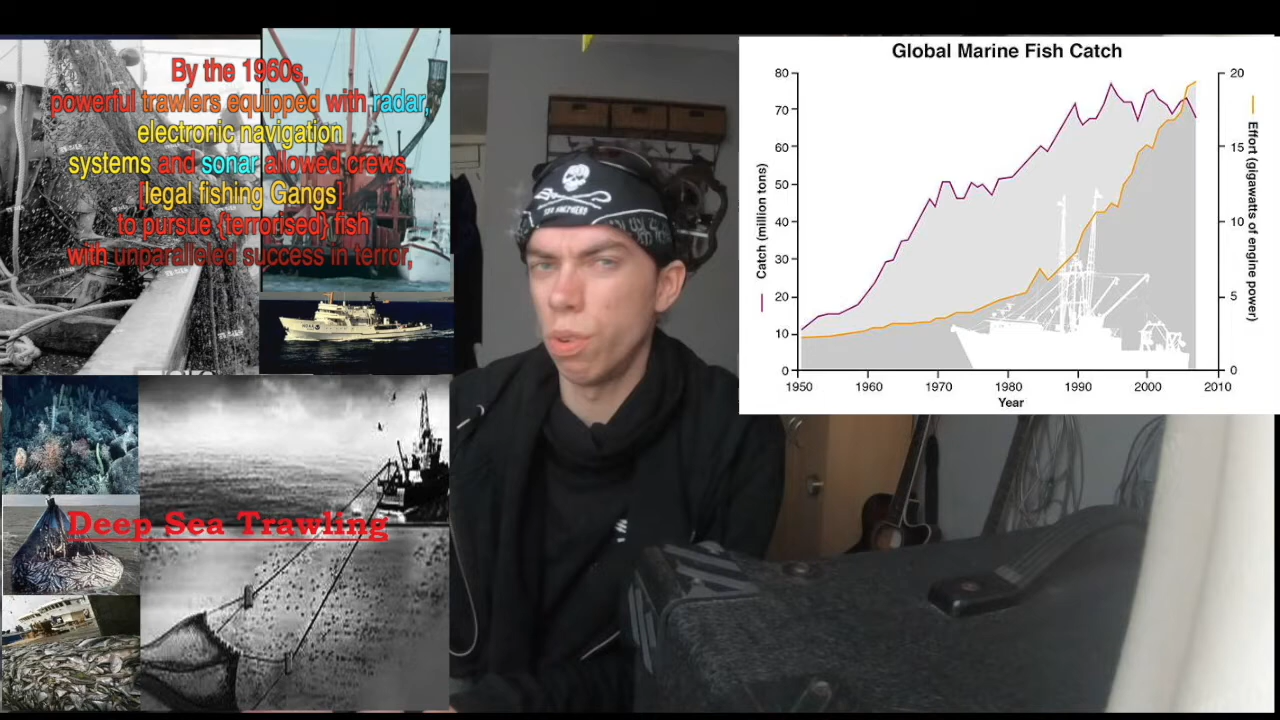 By the 1960s,
powerful trawlers equipped with radar,
electronic navigation
systems and sonar allowed crews.
[legal fishing Gangs]
to pursue {terrorised} fish
with unparalleled success in terror,
Deep Sea Trawling
SEA SHEPHERD
Global Marine Fish Catch
80
70
60
50
40
30
20
10
0
Catch (million tons)
20
15
10
5
0
Effort (gigawatts of engine power)
1950 1960 1970 1980 1990 2000 2010
Year